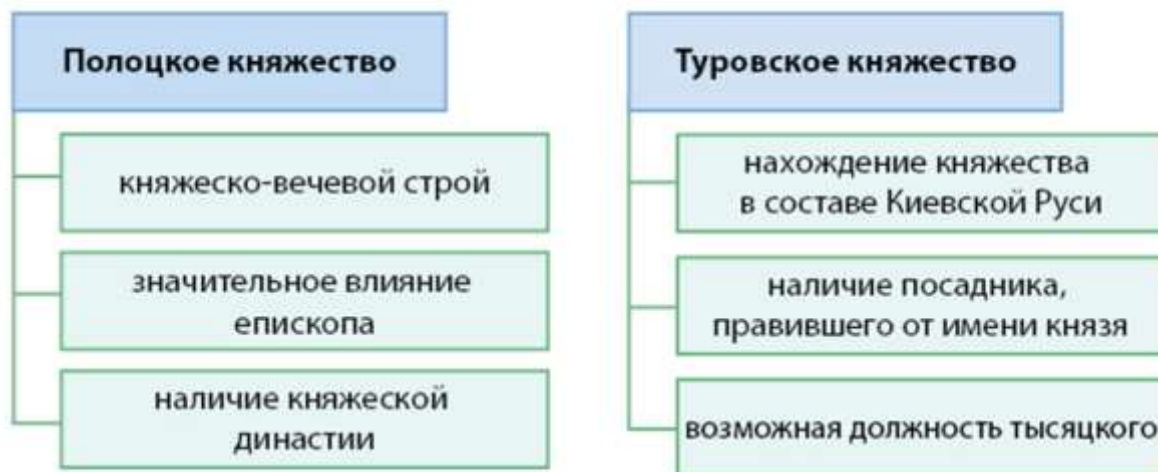 Полоцкое княжество
княжеско-вечевой строй
значительное влияние
епископа
наличие княжеской
династии
Туровское княжество
нахождение княжества
в составе Киевской Руси
наличие посадника,
правившего от имени князя
возможная должность тысяцкого